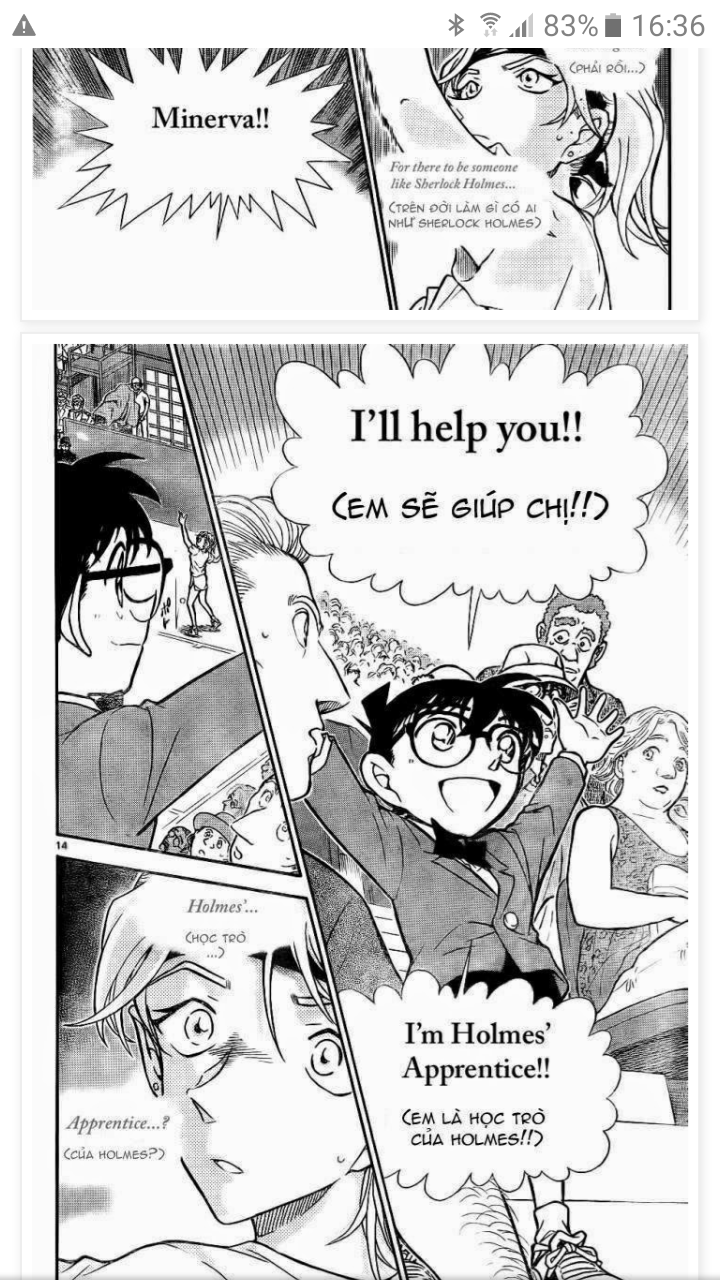 83% 16:36
(PHẢI RỒI...)
Minerva!!
For there to be someone
like Sherlock Holmes...
(TRÊN ĐỜI LÀM GÌ CÓ AI
NHƯ SHERLOCK HOLMES)
I'll help you!!
(EM SẼ GIÚP CHỊ!!)
14
Holmes'...
(HỌC TRÒ
...)
Apprentice...?
(CỦA HOLMES?)
I'm Holmes'
Apprentice!!
(EM LÀ HỌC TRÒ
CỦA HOLMES!!)